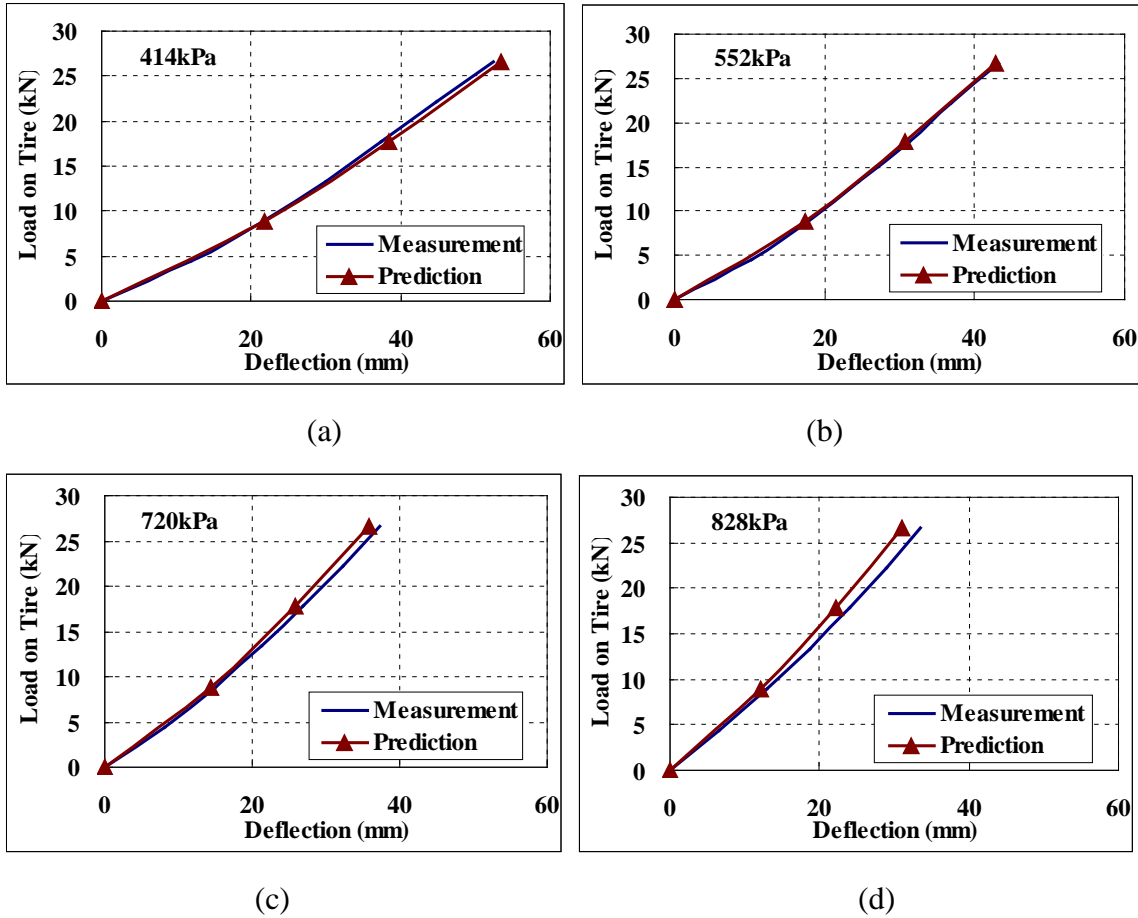 30
25
20
15
10
5
0
Load on Tire (kN)
414kPa
Measurement
Prediction
0 20 40 60
Deflection (mm)
(a)
30
25
20
15
10
5
0
Load on Tire (kN)
552kPa
Measurement
Prediction
0 20 40 60
Deflection (mm)
(b)
30
25
20
15
10
5
0
Load on Tire (kN)
720kPa
Measurement
Prediction
0 20 40 60
Deflection (mm)
(c)
30
25
20
15
10
5
0
Load on Tire (kN)
828kPa
Measurement
Prediction
0 20 40 60
Deflection (mm)
(d)